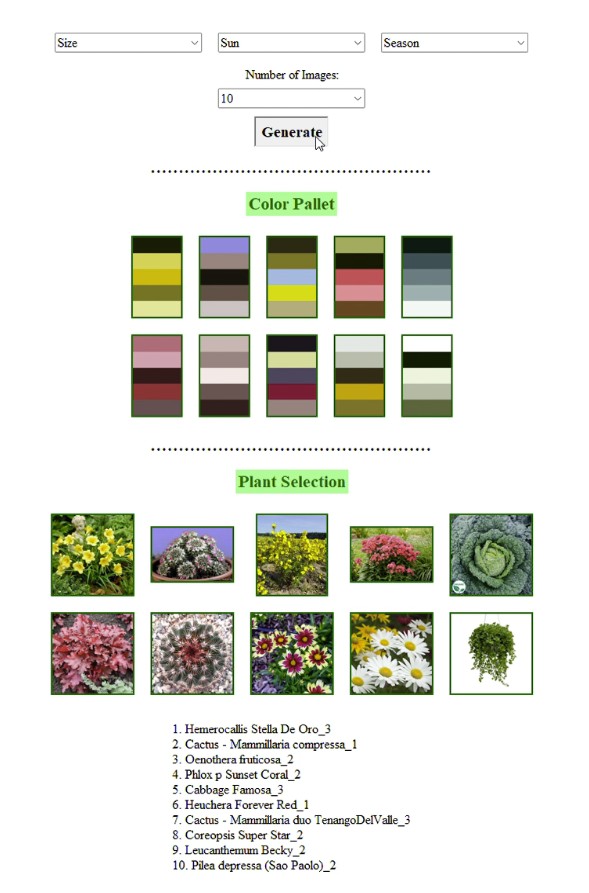 Size Sun Season
Number of Images:
10
Generate
Color Pallet
Plant Selection
1. Hemerocallis Stella De Oro_3
2. Cactus - Mammillaria compressa_1
3. Oenothera fruticosa_2
4. Phlox p Sunset Coral_2
5. Cabbage Famosa_3
6. Heuchera Forever Red_1
7. Cactus - Mammillaria duo TenangoDelValle_3
8. Coreopsis Super Star_2
9. Leucanthemum Becky_2
10. Pilea depressa (Sao Paolo)_2